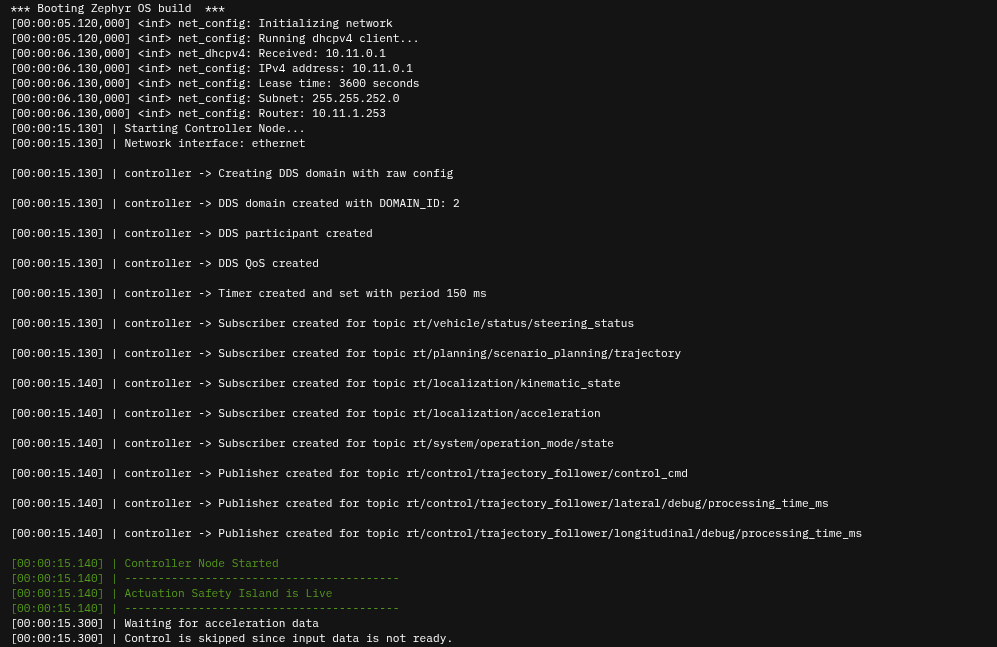 *** Booting Zephyr OS build  ***
[00:00:05.120,000] <inf> net_config: Initializing network
[00:00:05.120,000] <inf> net_config: Running dhcpv4 client...
[00:00:06.130,000] <inf> net_dhcpv4: Received: 10.11.0.1
[00:00:06.130,000] <inf> net_config: IPv4 address: 10.11.0.1
[00:00:06.130,000] <inf> net_config: Lease time: 3600 seconds
[00:00:06.130,000] <inf> net_config: Subnet: 255.255.252.0
[00:00:06.130,000] <inf> net_config: Router: 10.11.1.253
[00:00:15.130] | Starting Controller Node...
[00:00:15.130] | Network interface: ethernet
[00:00:15.130] | controller -> Creating DDS domain with raw config
[00:00:15.130] | controller -> DDS domain created with DOMAIN_ID: 2
[00:00:15.130] | controller -> DDS participant created
[00:00:15.130] | controller -> DDS QoS created
[00:00:15.130] | controller -> Timer created and set with period 150 ms
[00:00:15.130] | controller -> Subscriber created for topic rt/vehicle/status/steering_status
[00:00:15.130] | controller -> Subscriber created for topic rt/planning/scenario_planning/trajectory
[00:00:15.140] | controller -> Subscriber created for topic rt/localization/kinematic_state
[00:00:15.140] | controller -> Subscriber created for topic rt/localization/acceleration
[00:00:15.140] | controller -> Subscriber created for topic rt/system/operation_mode/state
[00:00:15.140] | controller -> Publisher created for topic rt/control/trajectory_follower/control_cmd
[00:00:15.140] | controller -> Publisher created for topic rt/control/trajectory_follower/lateral/debug/processing_time_ms
[00:00:15.140] | controller -> Publisher created for topic rt/control/trajectory_follower/longitudinal/debug/processing_time_ms
[00:00:15.140] | Controller Node Started
[00:00:15.140] | -----------------------------------------
[00:00:15.140] | Actuation Safety Island is Live
[00:00:15.140] | -----------------------------------------
[00:00:15.300] | Waiting for acceleration data
[00:00:15.300] | Control is skipped since input data is not ready.